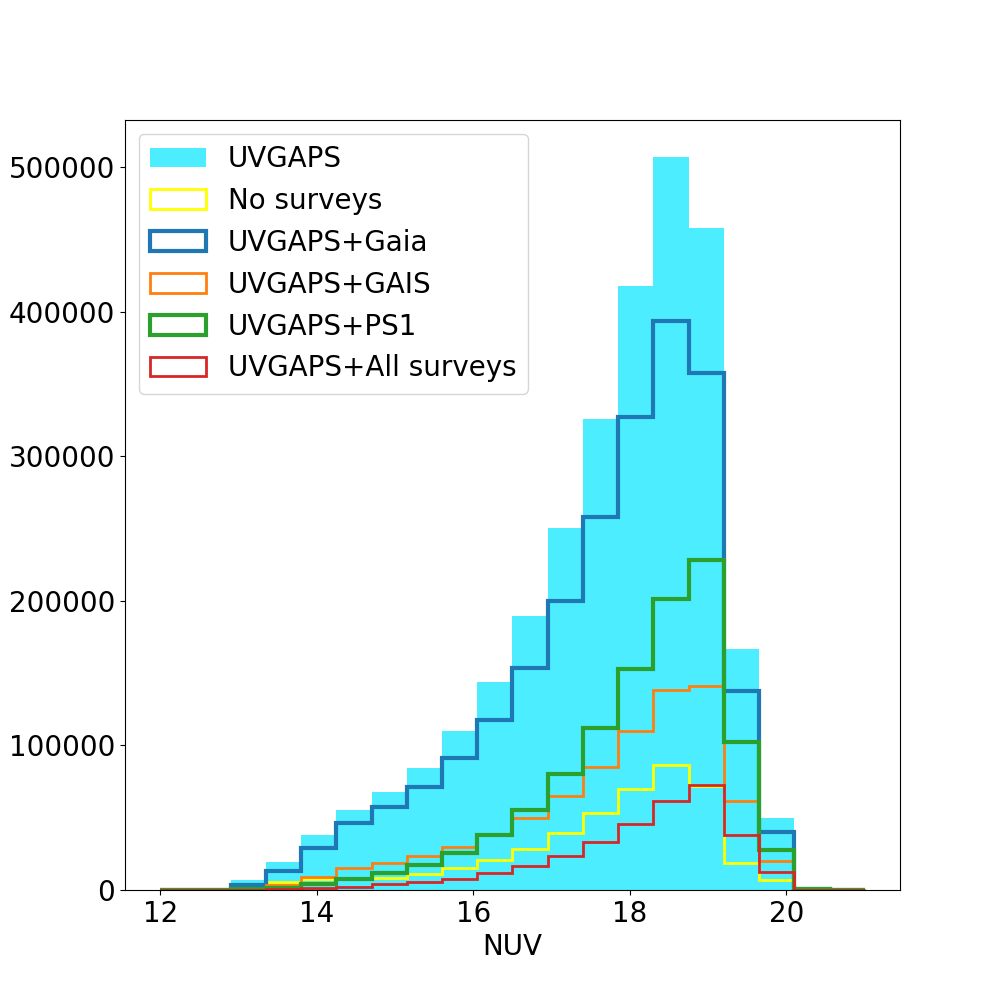 UVGAPS
No surveys
UVGAPS+Gaia
UVGAPS+GAIS
UVGAPS+PS1
UVGAPS+All surveys
500000
400000
300000
200000
100000
0
12 14 16 18 20
NUV